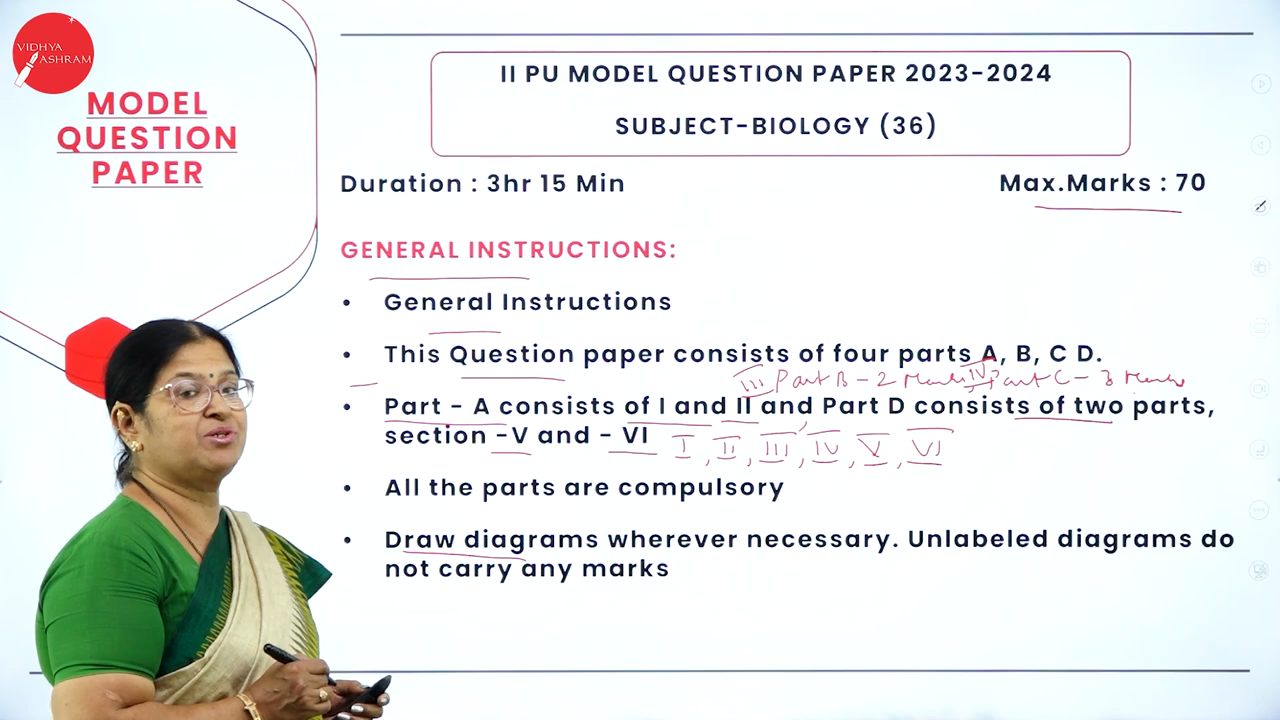 VIDHYA
ASHRAM
MODEL
QUESTION
PAPER
II PU MODEL QUESTION PAPER 2023-2024
SUBJECT-BIOLOGY (36)
Duration : 3hr 15 Min
Max.Marks : 70
GENERAL INSTRUCTIONS:
• General Instructions
• This Question paper consists of four parts A, B, C D.
III Part B - 2 Marks, IV Part C - 3 Marks
• Part - A consists of I and II and Part D consists of two parts,
section -V and - VI
I, II, III, IV, V, VI
• All the parts are compulsory
• Draw diagrams wherever necessary. Unlabeled diagrams do
not carry any marks